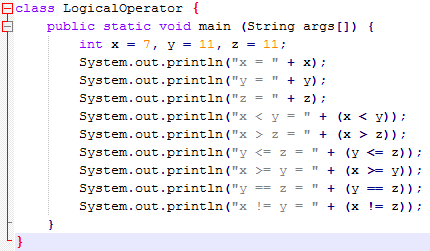 class LogicalOperator {
public static void main (String args[]) {
int x = 7, y = 11, z = 11;
System.out.println("x = " + x);
System.out.println("y = " + y);
System.out.println("z = " + z);
System.out.println("x < y = " + (x < y));
System.out.println("x > z = " + (x > z));
System.out.println("y <= z = " + (y <= z));
System.out.println("x >= y = " + (x >= y));
System.out.println("y == z = " + (y == z));
System.out.println("x != y = " + (x != z));
}
}